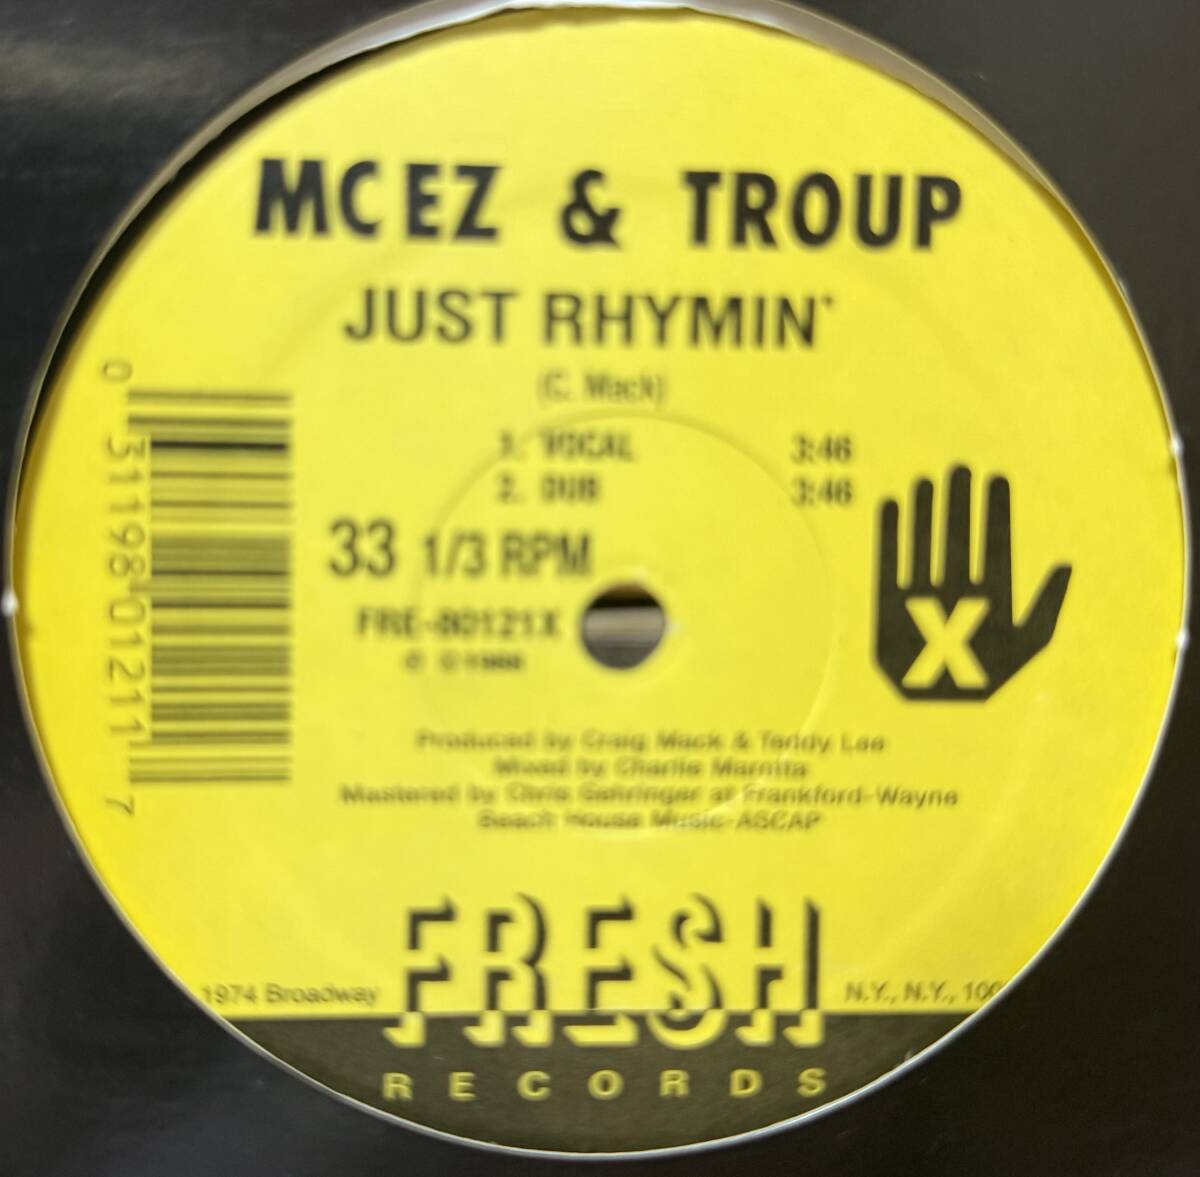 MC EZ & TROUP
JUST RHYMIN'
(C. Mack)
1. VOCAL 3:46
2. DUB 3:46
33 1/3 RPM
FRE-80121X
X
0 31198 01211 7
Produced by Craig Mack & Teddy Lee
Mixed by Charlie Marotta
Mastered by Chris Gehringer at Frankford-Wayne
Beach House Music-ASCAP
1974 Broadway
N.Y., N.Y., 100
FRESH
RECORDS